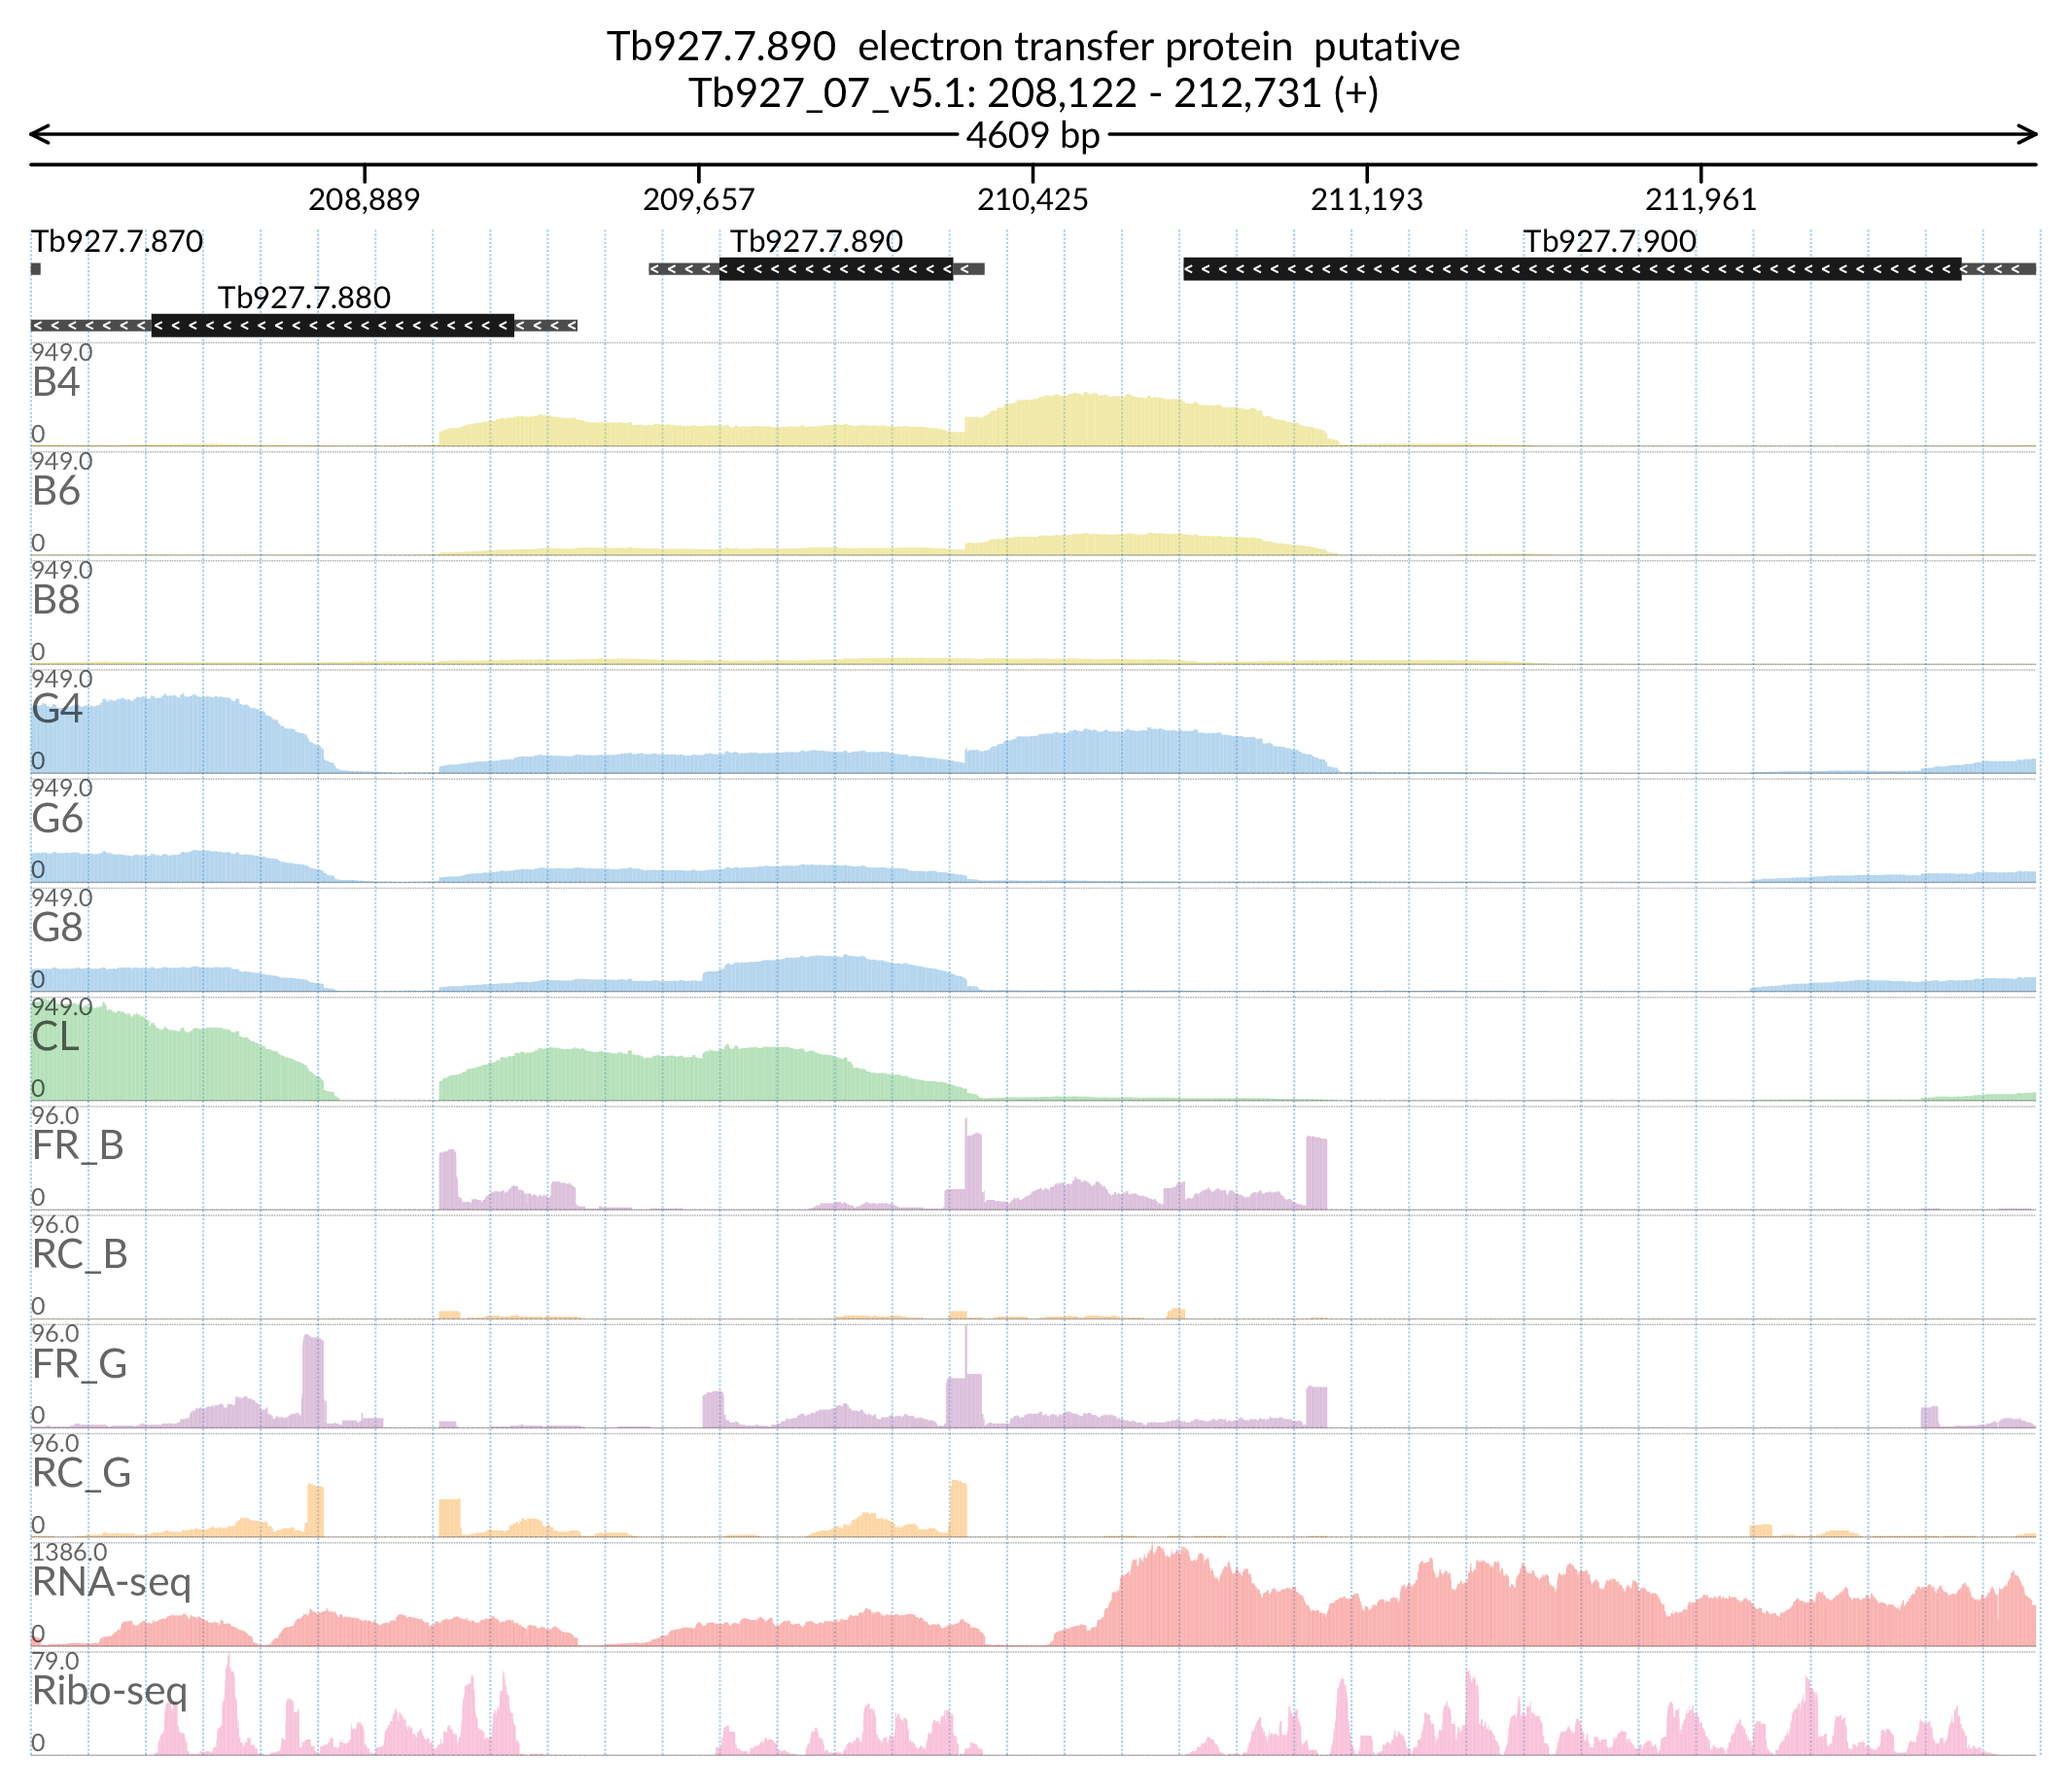 Tb927.7.890  electron transfer protein  putative
Tb927_07_v5.1: 208,122 - 212,731 (+)
4609 bp
208,889 209,657 210,425 211,193 211,961
Tb927.7.870 Tb927.7.890 Tb927.7.900
Tb927.7.880
949.0
B4
0
949.0
B6
0
949.0
B8
0
949.0
G4
0
949.0
G6
0
949.0
G8
0
949.0
CL
0
96.0
FR_B
0
96.0
RC_B
0
96.0
FR_G
0
96.0
RC_G
0
1386.0
RNA-seq
0
79.0
Ribo-seq
0